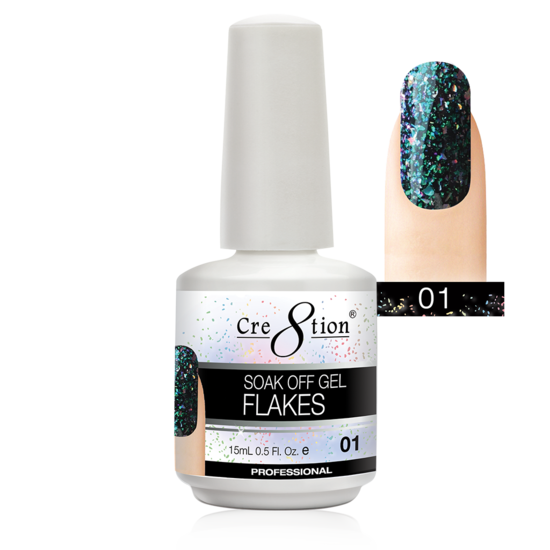 01
Cre8tion®
SOAK OFF GEL
FLAKES
15mL 0.5 Fl. Oz. e
01
PROFESSIONAL